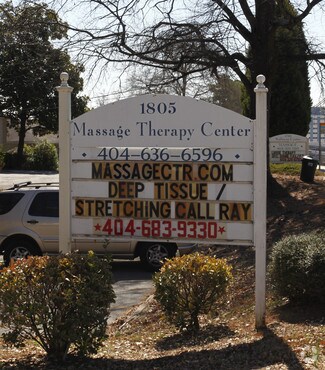 1805
Massage Therapy Center
404-636-6596
MASSAGECTR.COM
DEEP TISSUE /
STRETCHING CALL RAY
*404-683-9330*